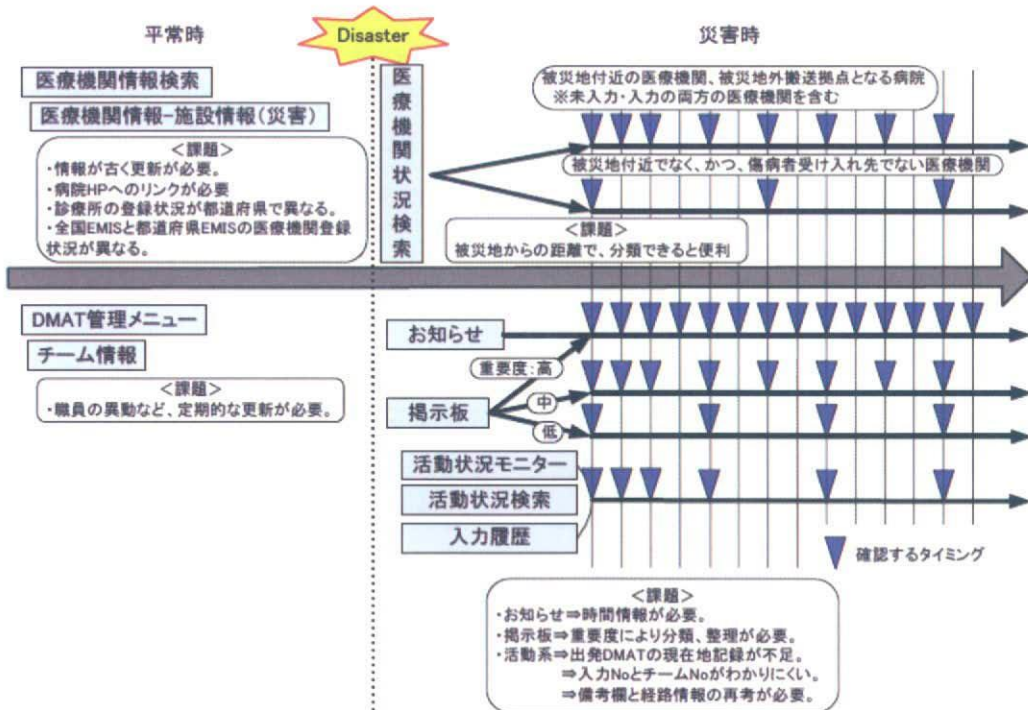 平常時
Disaster
災害時
医療機関情報検索
医療機関情報-施設情報(災害)
<課題>
・情報が古く更新が必要。
・病院HPへのリンクが必要
・診療所の登録状況が都道府県で異なる。
・全国EMISと都道府県EMISの医療機関登録
状況が異なる。
医療機関状況検索
被災地付近の医療機関、被災地外搬送拠点となる病院
※未入力・入力の両方の医療機関を含む
被災地付近でなく、かつ、傷病者受け入れ先でない医療機関
<課題>
被災地からの距離で、分類できると便利
DMAT管理メニュー
チーム情報
<課題>
・職員の異動など、定期的な更新が必要。
お知らせ
重要度:高
掲示板
中
低
活動状況モニター
活動状況検索
入力履歴
確認するタイミング
<課題>
・お知らせ⇒時間情報が必要。
・掲示板⇒重要度により分類、整理が必要。
・活動系⇒出発DMATの現在地記録が不足。
⇒入力NoとチームNoがわかりにくい。
⇒備考欄と経路情報の再考が必要。